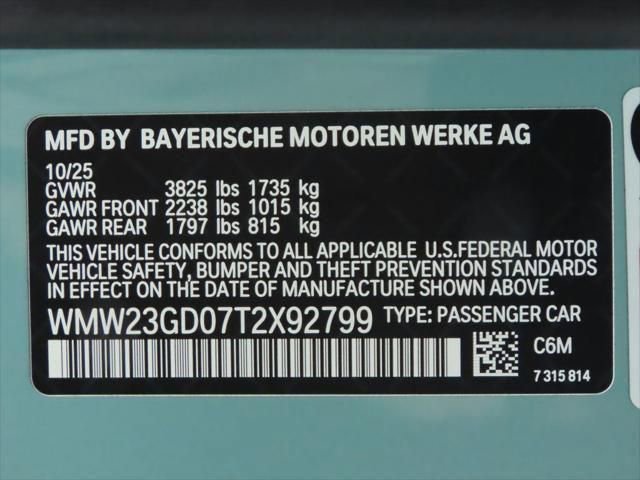 MFD BY BAYERISCHE MOTOREN WERKE AG
10/25
GVWR 3825 lbs 1735 kg
GAWR FRONT 2238 lbs 1015 kg
GAWR REAR 1797 lbs 815 kg
THIS VEHICLE CONFORMS TO ALL APPLICABLE U.S.FEDERAL MOTOR
VEHICLE SAFETY, BUMPER AND THEFT PREVENTION STANDARDS
IN EFFECT ON THE DATE OF MANUFACTURE SHOWN ABOVE.
WMW23GD07T2X92799 TYPE: PASSENGER CAR
C6M
7 315 814